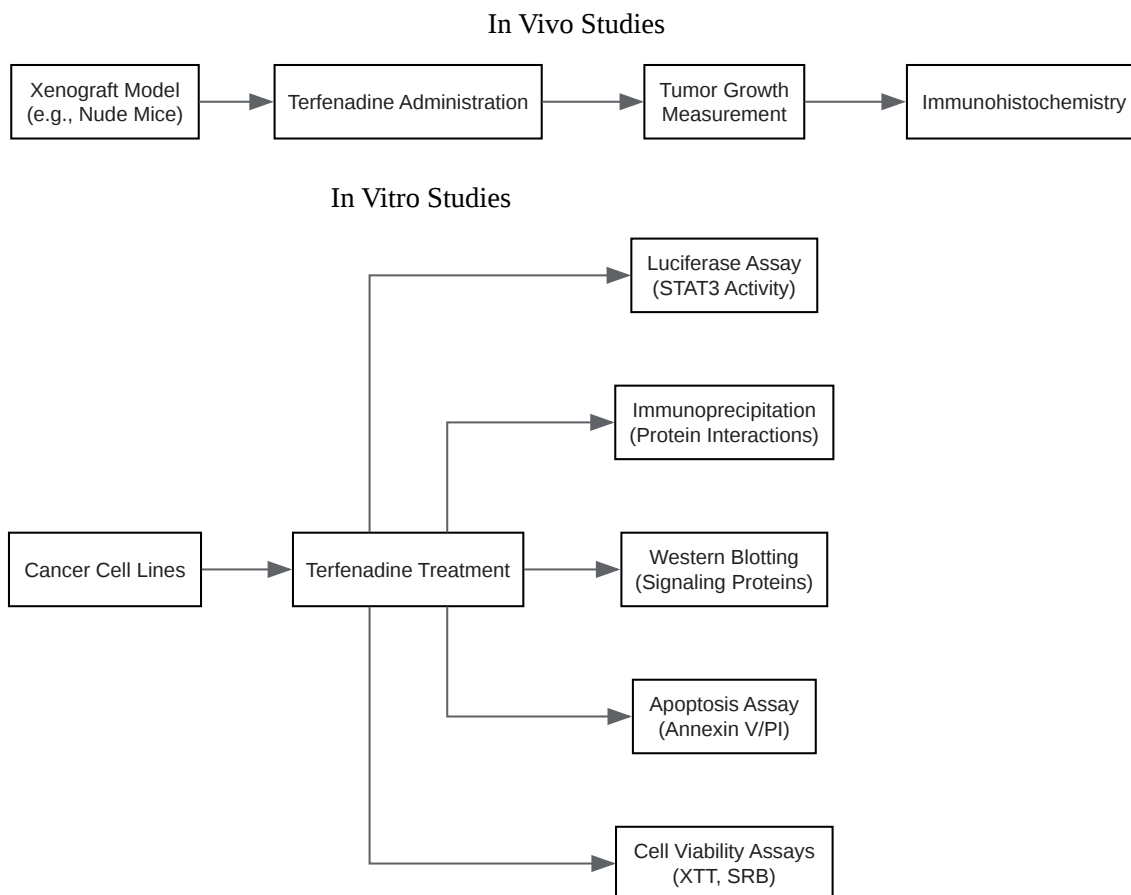 In Vivo Studies
Xenograft Model
(e.g., Nude Mice)
Terfenadine Administration
Tumor Growth
Measurement
Immunohistochemistry
In Vitro Studies
Luciferase Assay
(STAT3 Activity)
Immunoprecipitation
(Protein Interactions)
Cancer Cell Lines
Terfenadine Treatment
Western Blotting
(Signaling Proteins)
Apoptosis Assay
(Annexin V/PI)
Cell Viability Assays
(XTT, SRB)